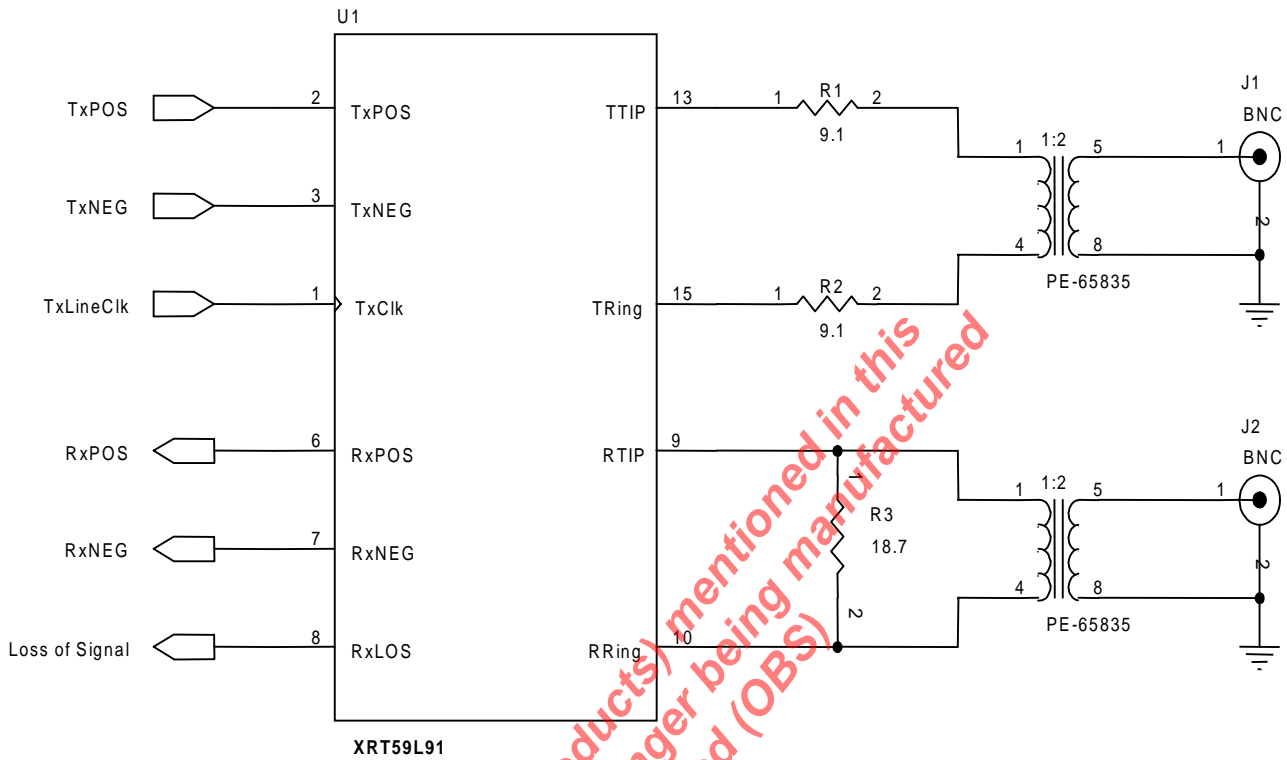 U1
TxPOS 2 TxPOS
TxNEG 3 TxNEG
TxLineClk 1 TxClk
RxPOS 6 RxPOS
RxNEG 7 RxNEG
Loss of Signal 8 RxLOS
TTIP 13 1 R1 2
9.1
TRing 15 1 R2 2
9.1
1 1:2 5
4 8
PE-65835
J1
BNC
1
2
RTIP 9
1
R3
18.7
2
RRing 10
1 1:2 5
4 8
PE-65835
J2
BNC
1
2
XRT59L91
mentioned in this
being manufactured
(OBS)